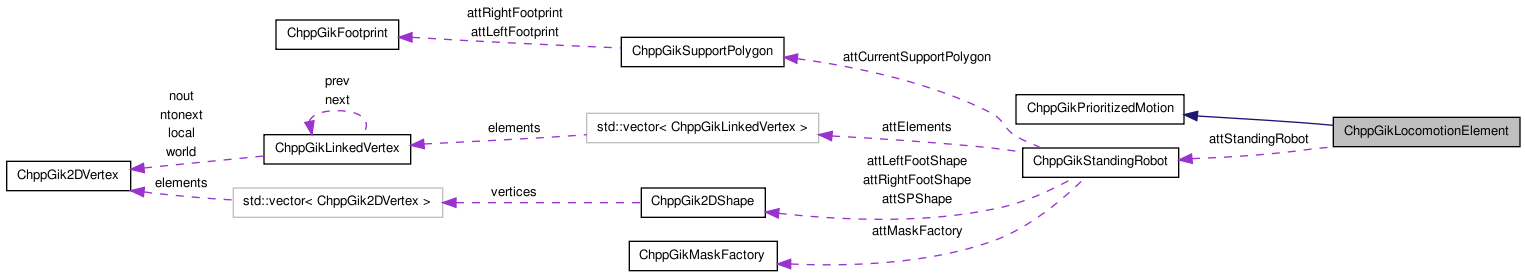 attRightFootprint
attLeftFootprint
ChppGikFootprint
ChppGikSupportPolygon
attCurrentSupportPolygon
prev
next
nout
ntonext
local
world
ChppGikPrioritizedMotion
std::vector< ChppGikLinkedVertex >
attElements
elements
ChppGikLocomotionElement
attStandingRobot
ChppGikLinkedVertex
ChppGikStandingRobot
attLeftFootShape
attRightFootShape
attSPShape
ChppGik2DVertex
elements
std::vector< ChppGik2DVertex >
vertices
ChppGik2DShape
attMaskFactory
ChppGikMaskFactory